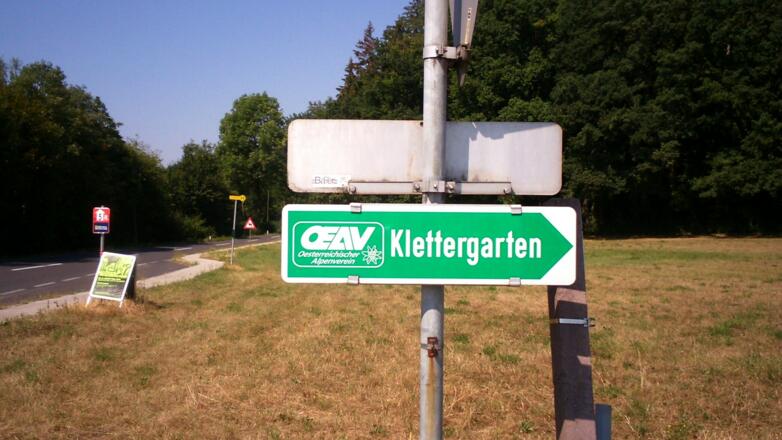 OEAV
Oesterreichischer
Alpenverein
Klettergarten